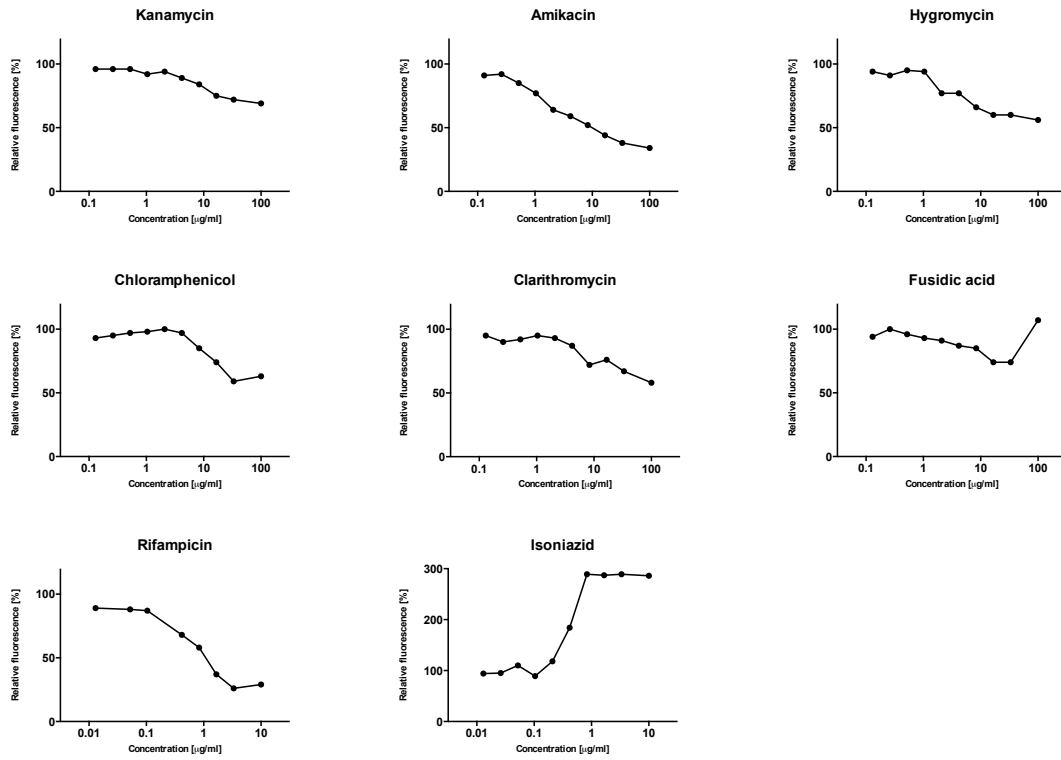 Kanamycin
Relative fluorescence [%]
100
50
0
0.1 1 10 100
Concentration [µg/ml]
Amikacin
Relative fluorescence [%]
100
50
0
0.1 1 10 100
Concentration [µg/ml]
Hygromycin
Relative fluorescence [%]
100
50
0
0.1 1 10 100
Concentration [µg/ml]
Chloramphenicol
Relative fluorescence [%]
100
50
0
0.1 1 10 100
Concentration [µg/ml]
Clarithromycin
Relative fluorescence [%]
100
50
0
0.1 1 10 100
Concentration [µg/ml]
Fusidic acid
Relative fluorescence [%]
100
50
0
0.1 1 10 100
Concentration [µg/ml]
Rifampicin
Relative fluorescence [%]
100
50
0
0.01 0.1 1 10
Concentration [µg/ml]
Isoniazid
Relative fluorescence [%]
300
200
100
0
0.01 0.1 1 10
Concentration [µg/ml]